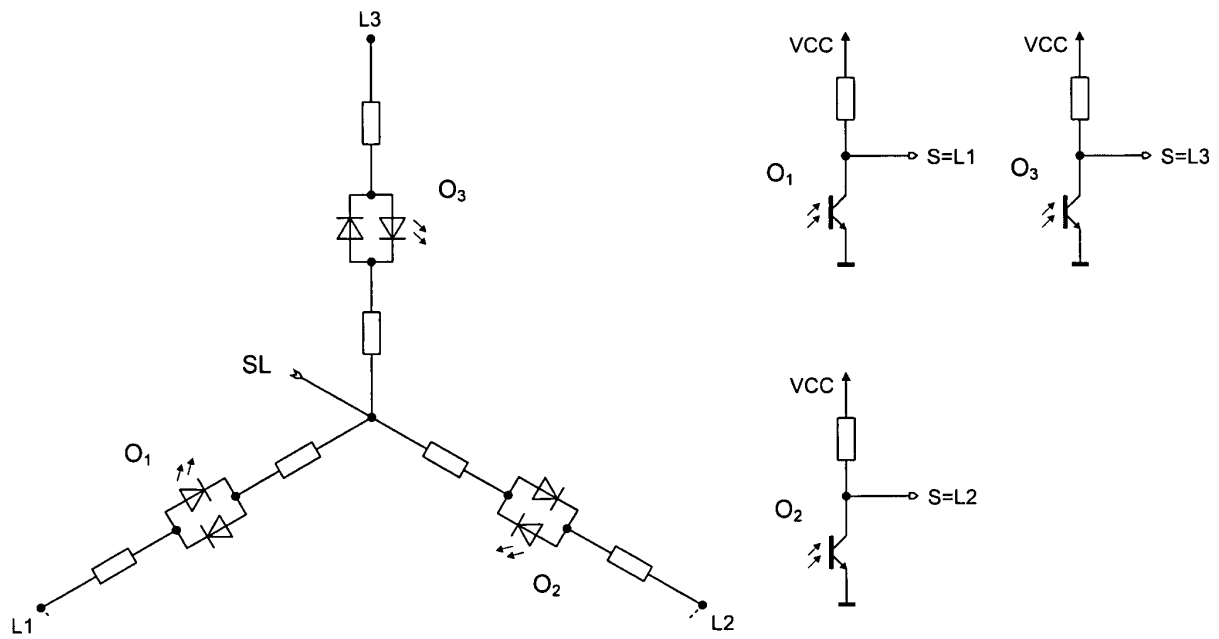 L3
VCC
VCC
O₃
O₁
S=L1
O₃
S=L3
SL
VCC
O₁
O₂
S=L2
O₂
L1
L2